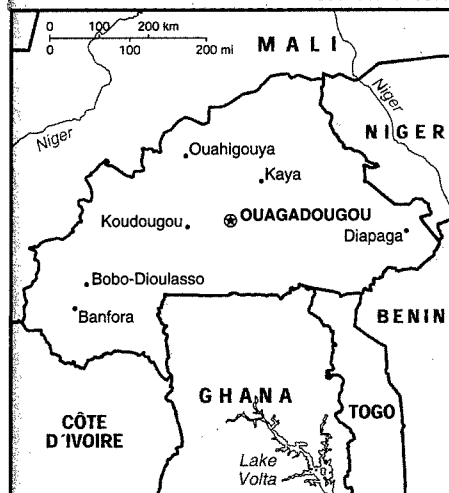 0 100 200 km
0 100 200 mi
MALI
Niger
Niger
NIGER
Ouahigouya
Kaya
Koudougou
OUAGADOUGOU
Diapaga
Bobo-Dioulasso
Banfora
BENIN
GHANA
TOGO
CÔTE
D'IVOIRE
Lake
Volta